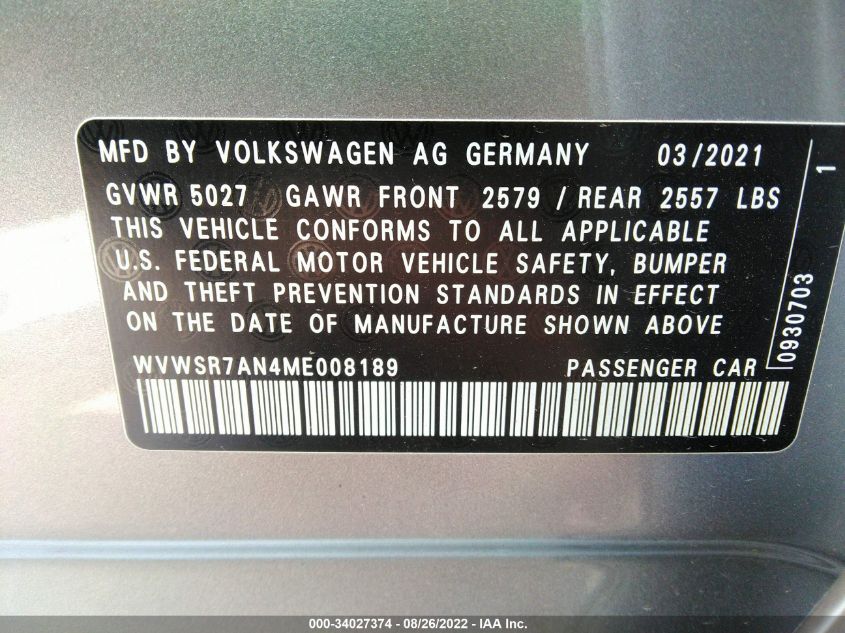 MFD BY VOLKSWAGEN AG GERMANY 03/2021
GVWR 5027 GAWR FRONT 2579 / REAR 2557 LBS
THIS VEHICLE CONFORMS TO ALL APPLICABLE
U.S. FEDERAL MOTOR VEHICLE SAFETY, BUMPER
AND THEFT PREVENTION STANDARDS IN EFFECT
ON THE DATE OF MANUFACTURE SHOWN ABOVE
WVWSR7AN4ME008189 PASSENGER CAR
0930703
1
000-34027374 - 08/26/2022 - IAA Inc.